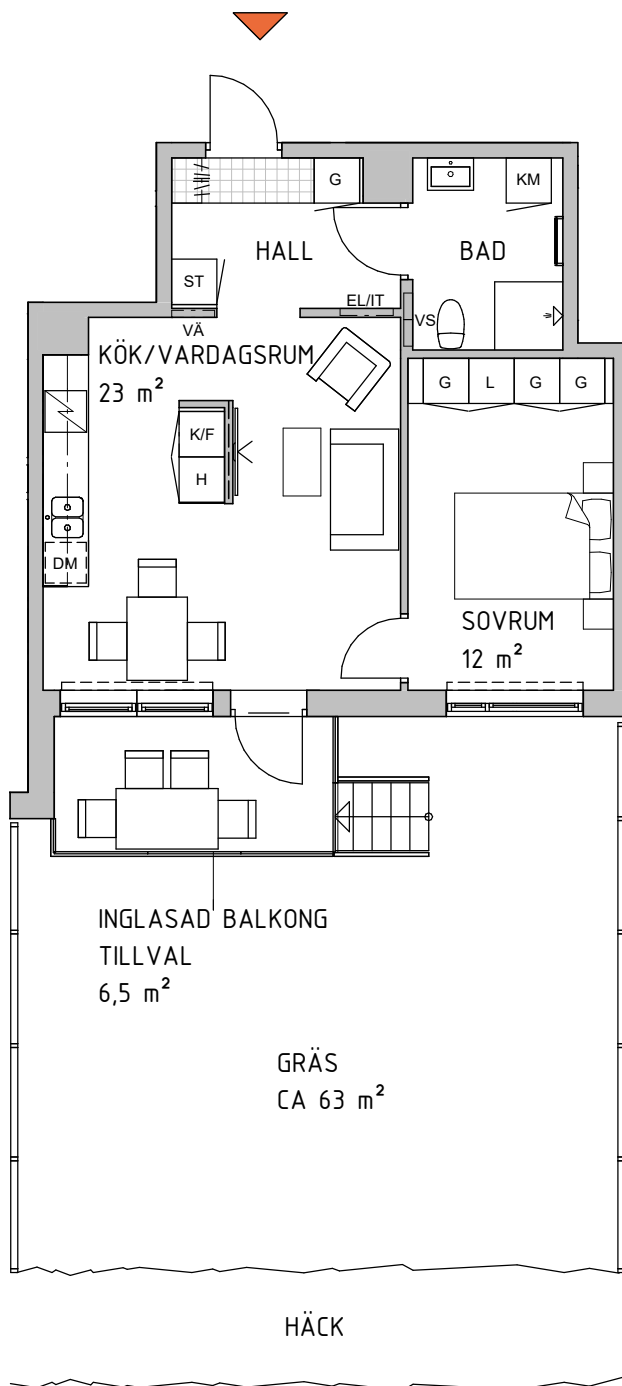 G
KM
HALL
BAD
ST
EL/IT
VS
VÄ
KÖK/VARDAGSRUM
23 m²
G
L
G
G
K/F
H
DM
SOVRUM
12 m²
INGLASAD BALKONG
TILLVAL
6,5 m²
GRÄS
CA 63 m²
HÄCK